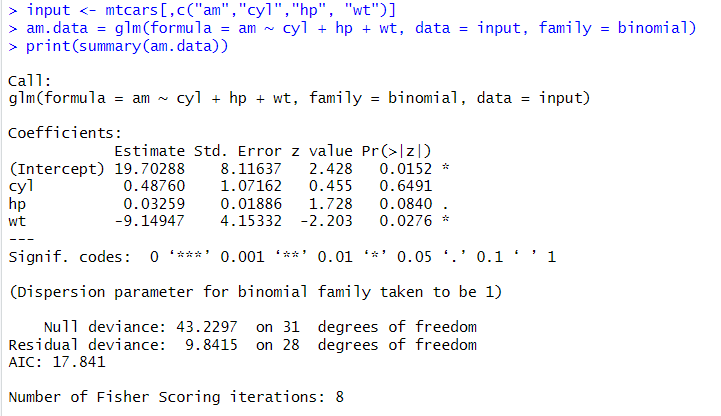 > input <- mtcars[,c("am","cyl","hp", "wt")]
> am.data = glm(formula = am ~ cyl + hp + wt, data = input, family = binomial)
> print(summary(am.data))

Call:
glm(formula = am ~ cyl + hp + wt, family = binomial, data = input)

Coefficients:
            Estimate Std. Error z value Pr(>|z|)
(Intercept) 19.70288    8.11637   2.428   0.0152 *
cyl          0.48760    1.07162   0.455   0.6491
hp           0.03259    0.01886   1.728   0.0840 .
wt          -9.14947    4.15332  -2.203   0.0276 *
---
Signif. codes:  0 ‘***’ 0.001 ‘**’ 0.01 ‘*’ 0.05 ‘.’ 0.1 ‘ ’ 1

(Dispersion parameter for binomial family taken to be 1)

    Null deviance: 43.2297  on 31  degrees of freedom
Residual deviance:  9.8415  on 28  degrees of freedom
AIC: 17.841

Number of Fisher Scoring iterations: 8